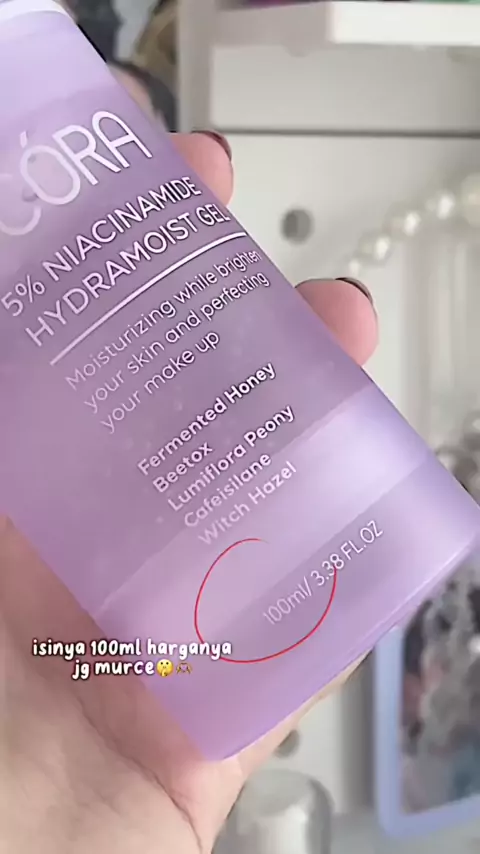 CÓRA
5% NIACINAMIDE
HYDRAMOIST GEL
Moisturizing while brighten
your skin and perfecting
your make up
Fermented Honey
Beetox
Lumiflora Peony
Cafeisilane
Witch Hazel
100ml/ 3.38 FL.OZ
isinya 100ml harganya
jg murce🤫🙈